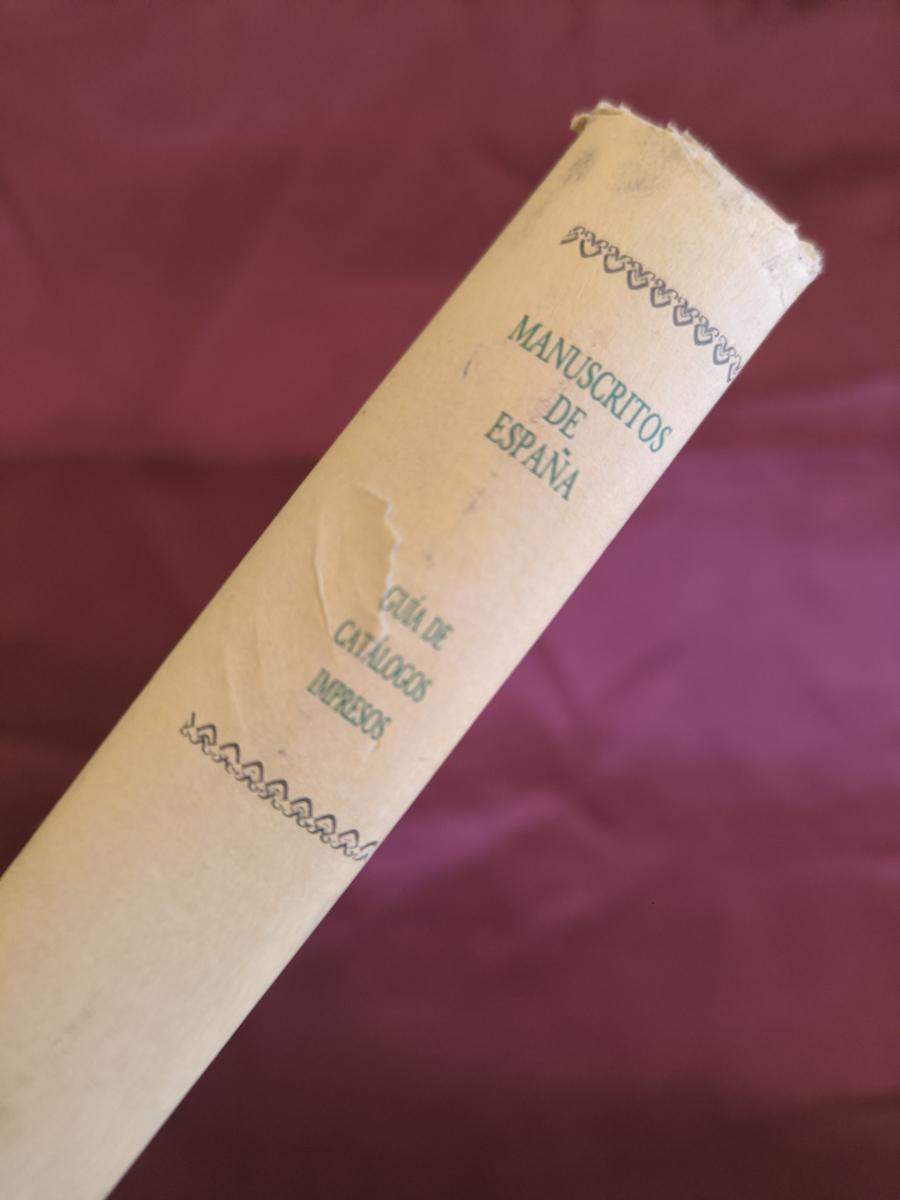 MANUSCRITOS
DE
ESPAÑA
GUÍA DE
CATÁLOGOS
IMPRESOS